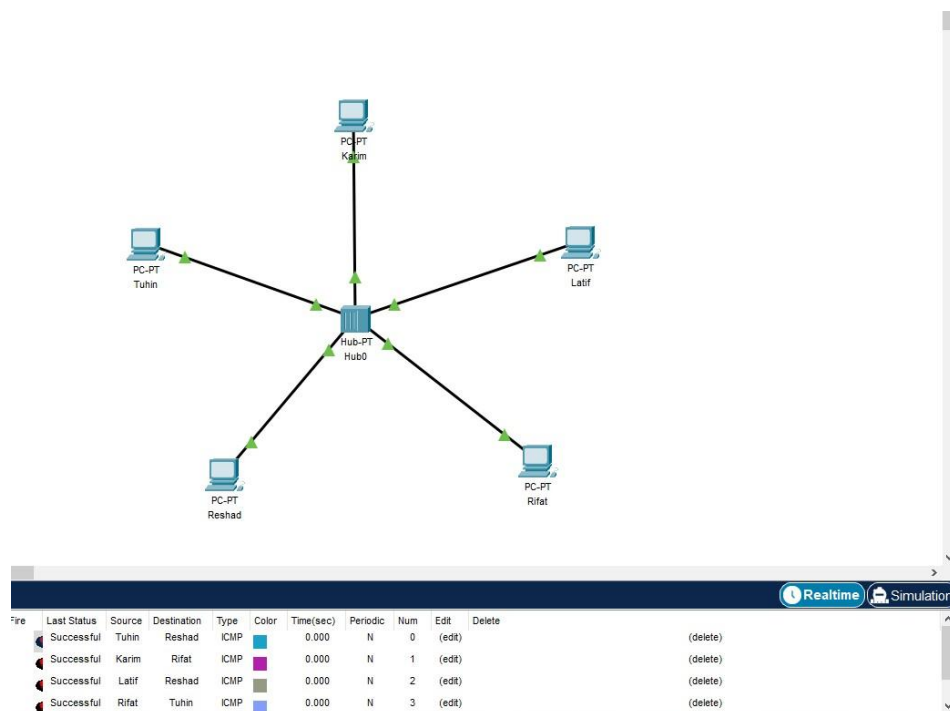 PC-PT
Karim
PC-PT
Tuhin
PC-PT
Latif
Hub-PT
Hub0
PC-PT
Reshad
PC-PT
Rifat
Realtime Simulation
Fire Last Status Source Destination Type Color Time(sec) Periodic Num Edit Delete
Successful Tuhin Reshad ICMP 0.000 N 0 (edit) (delete)
Successful Karim Rifat ICMP 0.000 N 1 (edit) (delete)
Successful Latif Reshad ICMP 0.000 N 2 (edit) (delete)
Successful Rifat Tuhin ICMP 0.000 N 3 (edit) (delete)